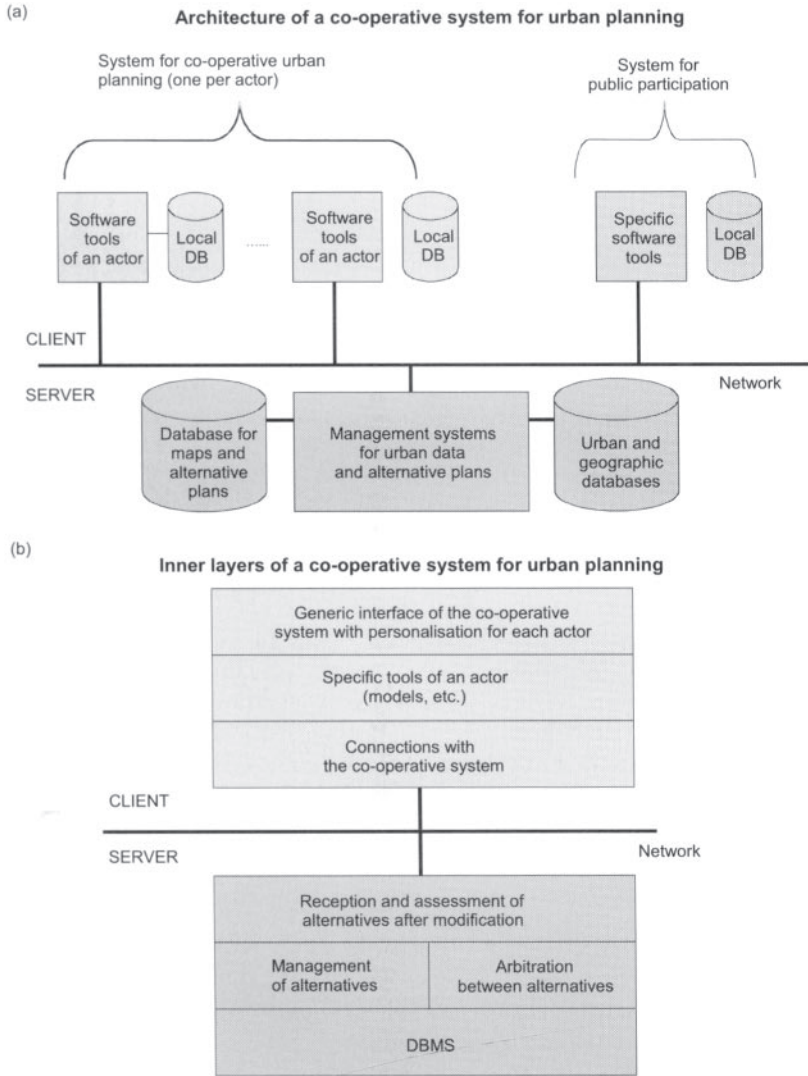 (a)
Architecture of a co-operative system for urban planning
System for co-operative urban
planning (one per actor)
System for
public participation
Software
tools
of an actor
Local
DB
......
Software
tools
of an actor
Local
DB
Specific
software
tools
Local
DB
CLIENT
SERVER
Network
Database for
maps and
alternative
plans
Management systems
for urban data
and alternative plans
Urban and
geographic
databases
(b)
Inner layers of a co-operative system for urban planning
Generic interface of the co-operative
system with personalisation for each actor
Specific tools of an actor
(models, etc.)
Connections with
the co-operative system
CLIENT
SERVER
Network
Reception and assessment of
alternatives after modification
Management
of alternatives
Arbitration
between alternatives
DBMS